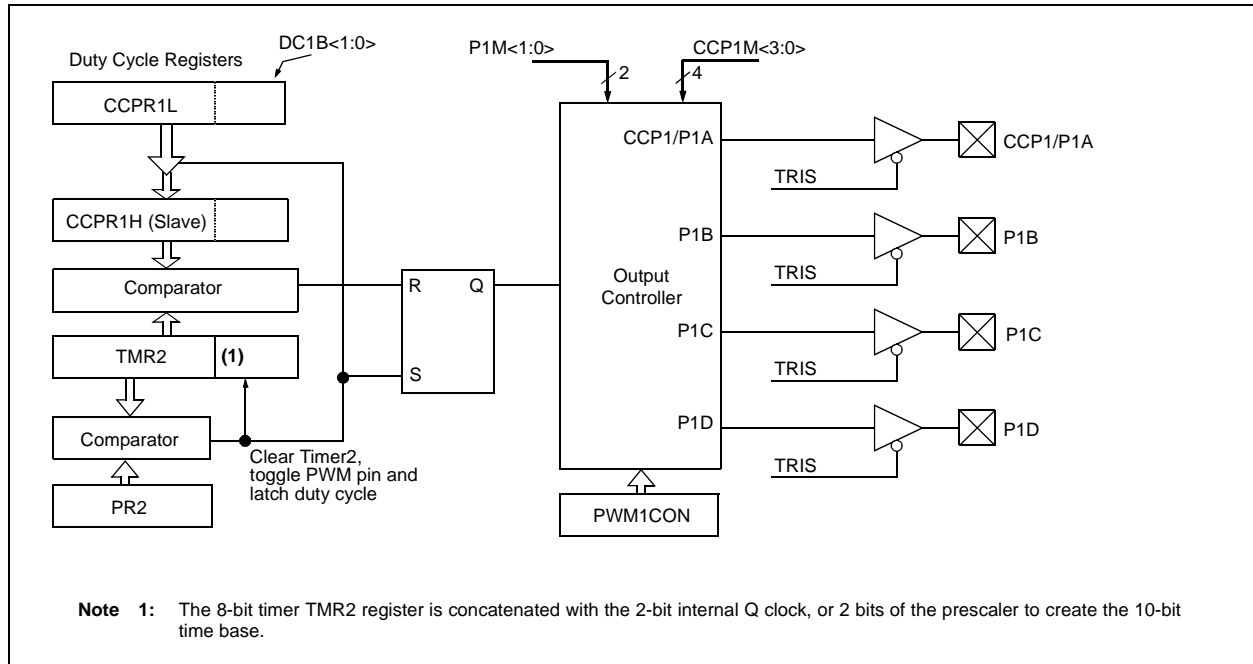 Duty Cycle Registers
DC1B<1:0>
CCPR1L
CCPR1H (Slave)
Comparator
TMR2
(1)
Comparator
PR2
Clear Timer2,
toggle PWM pin and
latch duty cycle
R
Q
S
P1M<1:0>
2
CCP1M<3:0>
4
Output
Controller
CCP1/P1A
P1B
P1C
P1D
PWM1CON
TRIS
CCP1/P1A
TRIS
P1B
TRIS
P1C
TRIS
P1D
Note 1: The 8-bit timer TMR2 register is concatenated with the 2-bit internal Q clock, or 2 bits of the prescaler to create the 10-bit
time base.